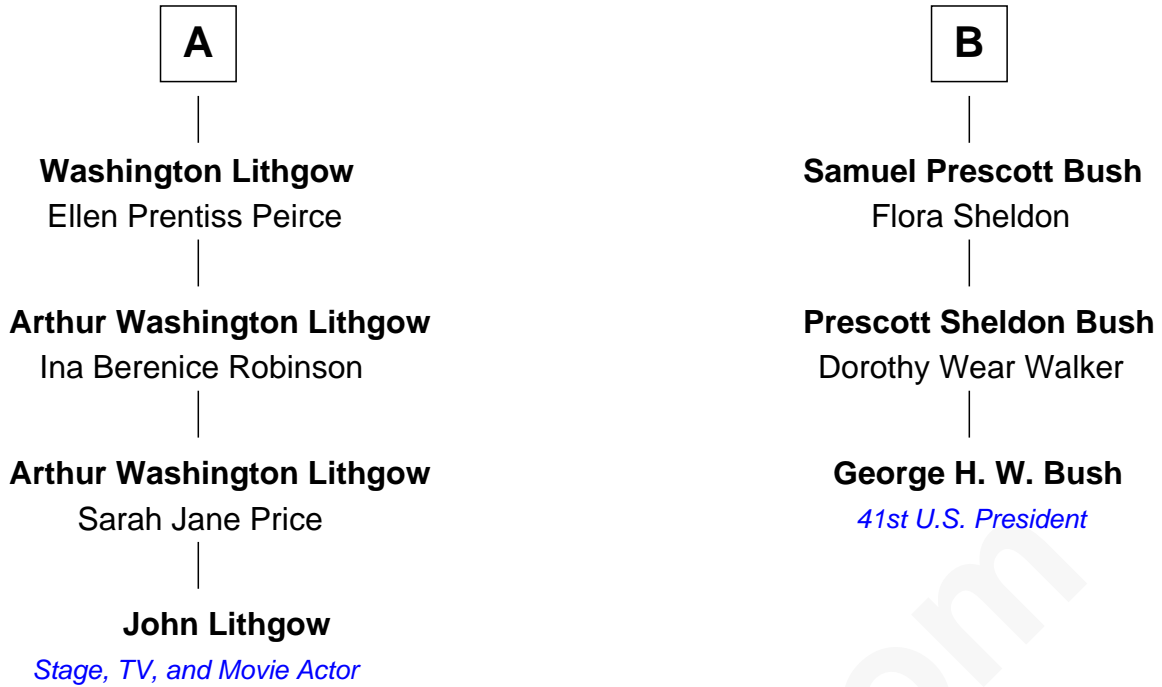 A
Washington Lithgow
Ellen Prentiss Peirce
Arthur Washington Lithgow
Ina Berenice Robinson
Arthur Washington Lithgow
Sarah Jane Price
John Lithgow
Stage, TV, and Movie Actor
B
Samuel Prescott Bush
Flora Sheldon
Prescott Sheldon Bush
Dorothy Wear Walker
George H. W. Bush
41st U.S. President
om